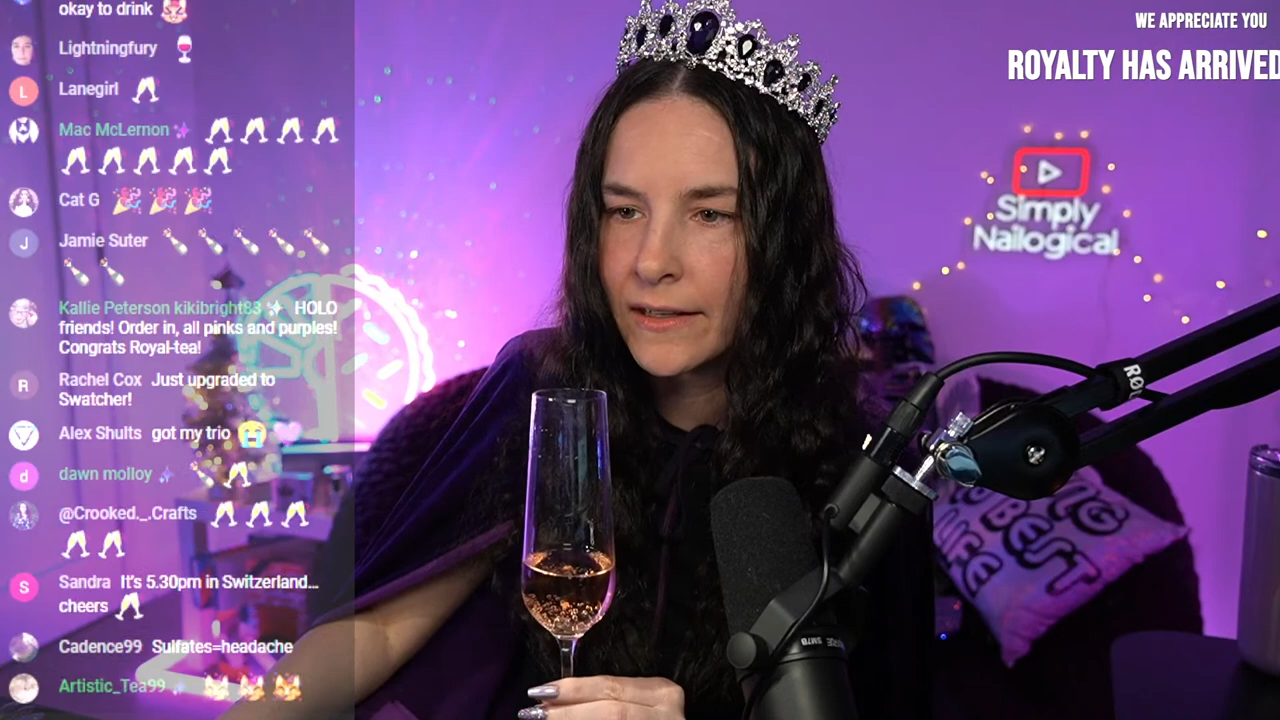 okay to drink
Lightningfury
Lanegirl
Mac McLernon
Cat G
Jamie Suter
Kallie Peterson kikibright83 HOLO
friends! Order in, all pinks and purples!
Congrats Royal-tea!
Rachel Cox Just upgraded to
Swatcher!
Alex Shults got my trio
dawn molloy
@Crooked._.Crafts
Sandra It's 5.30pm in Switzerland...
cheers
Cadence99 Sulfates=headache
Artistic_Tea99
L
J
R
d
S
WE APPRECIATE YOU
ROYALTY HAS ARRIVED
Simply
Nailogical
SM7B
BEST
LIFE